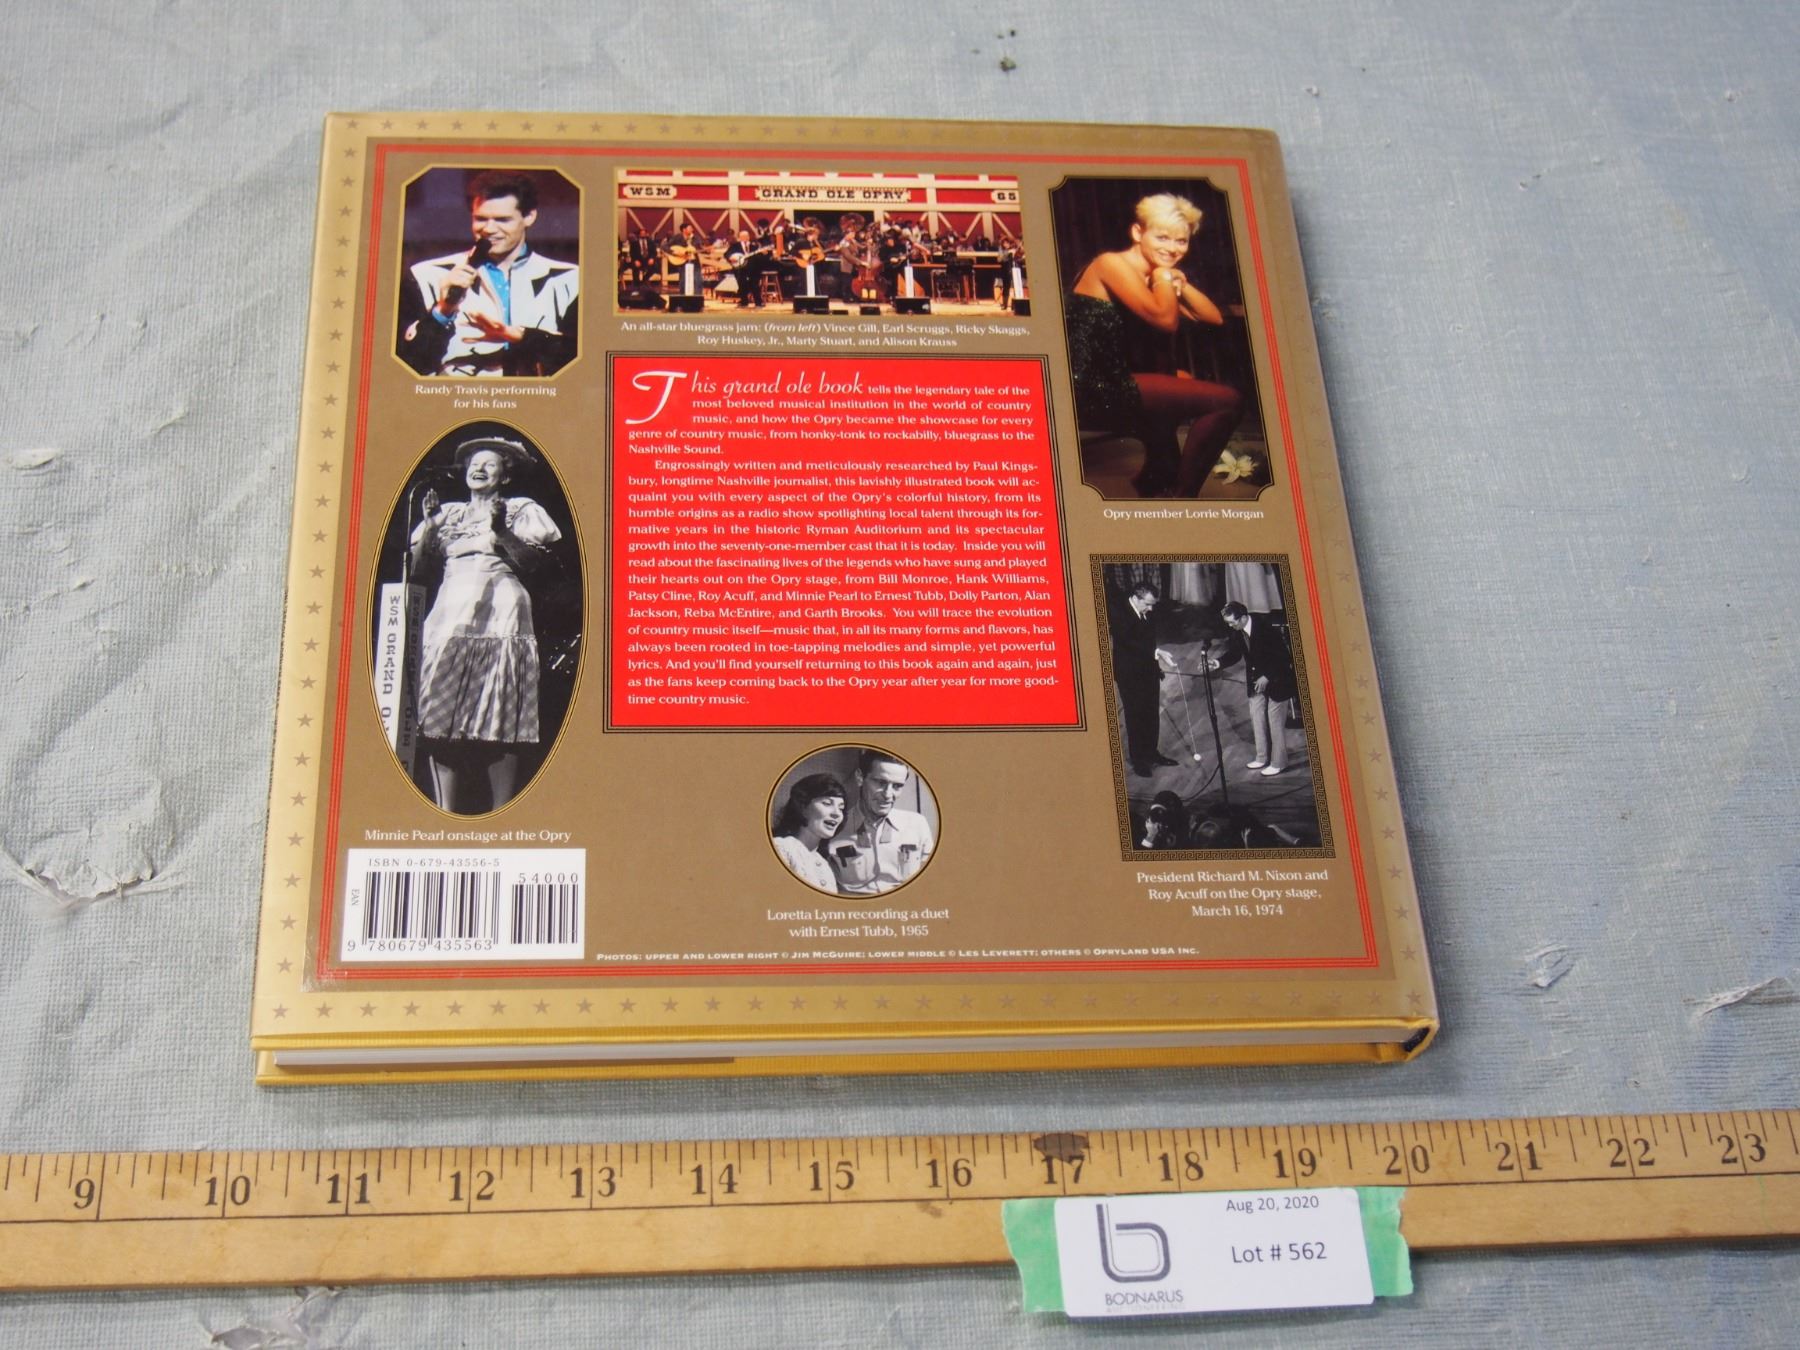 WSM
GRAND OLE OPRY
65
An all-star bluegrass jam: (from left) Vince Gill, Earl Scruggs, Ricky Skaggs,
Roy Huskey, Jr., Marty Stuart, and Alison Krauss
Randy Travis performing
for his fans
This grand ole book tells the legendary tale of the
most beloved musical institution in the world of country
music, and how the Opry became the showcase for every
genre of country music, from honky-tonk to rockabilly, bluegrass to the
Nashville Sound.
Engrossingly written and meticulously researched by Paul Kings-
bury, longtime Nashville journalist, this lavishly illustrated book will ac-
quaint you with every aspect of the Opry's colorful history, from its
humble origins as a radio show spotlighting local talent through its for-
mative years in the historic Ryman Auditorium and its spectacular
growth into the seventy-one-member cast that it is today. Inside you will
read about the fascinating lives of the legends who have sung and played
their hearts out on the Opry stage, from Bill Monroe, Hank Williams,
Patsy Cline, Roy Acuff, and Minnie Pearl to Ernest Tubb, Dolly Parton, Alan
Jackson, Reba McEntire, and Garth Brooks. You will trace the evolution
of country music itself—music that, in all its many forms and flavors, has
always been rooted in toe-tapping melodies and simple, yet powerful
lyrics. And you'll find yourself returning to this book again and again, just
as the fans keep coming back to the Opry year after year for more good-
time country music.
Opry member Lorrie Morgan
WSM GRAND O
Minnie Pearl onstage at the Opry
President Richard M. Nixon and
Roy Acuff on the Opry stage,
March 16, 1974
Loretta Lynn recording a duet
with Ernest Tubb, 1965
ISBN 0-679-43556-5
54000
EAN
9 780679 435563
PHOTOS: UPPER AND LOWER RIGHT © JIM MCGUIRE; LOWER MIDDLE © LES LEVERETT; OTHERS © OPRYLAND USA INC.
9 10 11 12 13 14 15 16 17 18 19 20 21 22 23
Aug 20, 2020
Lot # 562
b
BODNARUS
AUCTIONEERING